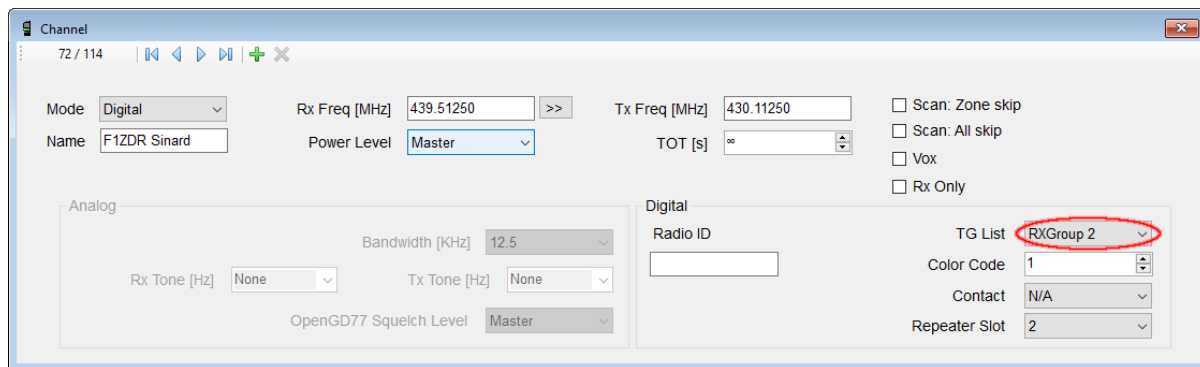 Channel
72 / 114
Mode Digital Rx Freq [MHz] 439.51250 >> Tx Freq [MHz] 430.11250 Scan: Zone skip
Name F1ZDR Sinard Power Level Master TOT [s] ∞ Scan: All skip
Vox
Rx Only
Analog
Bandwidth [KHz] 12.5
Rx Tone [Hz] None Tx Tone [Hz] None
OpenGD77 Squelch Level Master
Digital
Radio ID TG List RXGroup 2
Color Code 1
Contact N/A
Repeater Slot 2